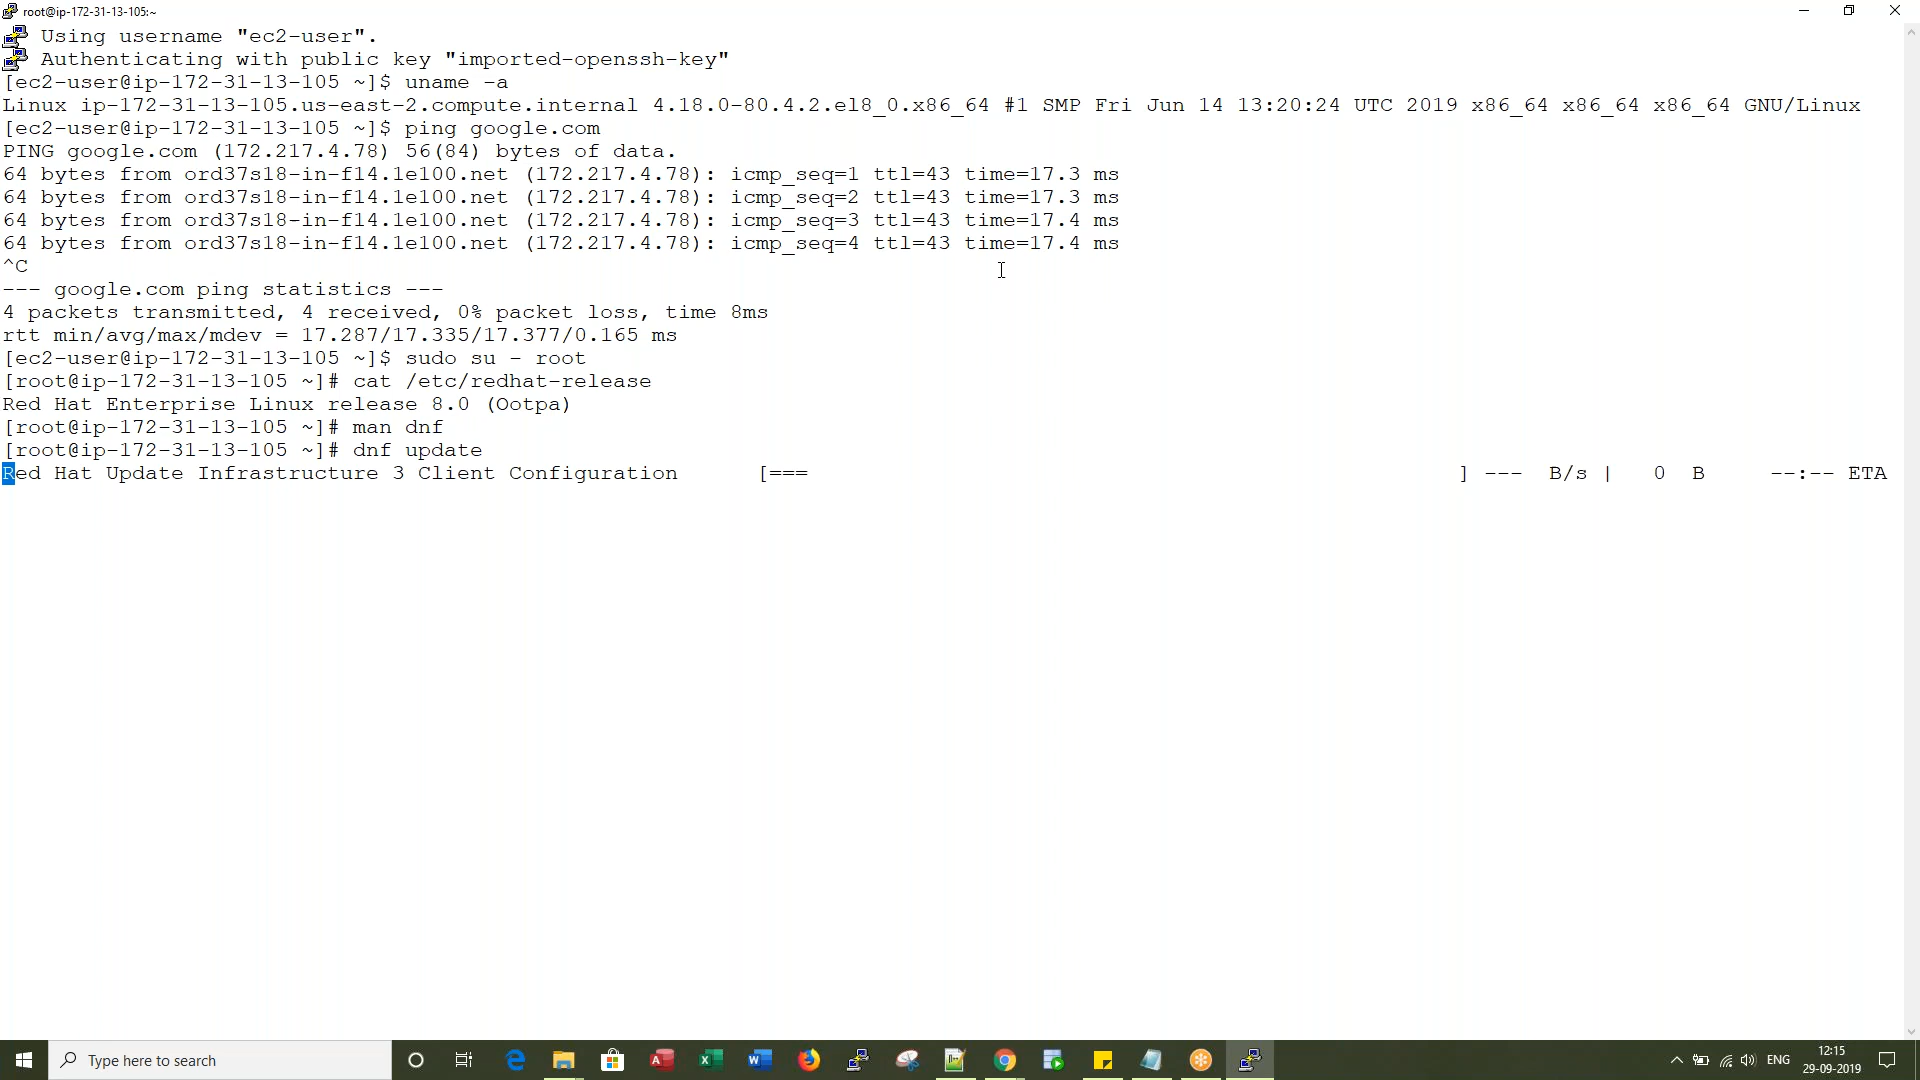 root@ip-172-31-13-105:~
Using username "ec2-user".
Authenticating with public key "imported-openssh-key"
[ec2-user@ip-172-31-13-105 ~]$ uname -a
Linux ip-172-31-13-105.us-east-2.compute.internal 4.18.0-80.4.2.el8_0.x86_64 #1 SMP Fri Jun 14 13:20:24 UTC 2019 x86_64 x86_64 x86_64 GNU/Linux
[ec2-user@ip-172-31-13-105 ~]$ ping google.com
PING google.com (172.217.4.78) 56(84) bytes of data.
64 bytes from ord37s18-in-f14.1e100.net (172.217.4.78): icmp_seq=1 ttl=43 time=17.3 ms
64 bytes from ord37s18-in-f14.1e100.net (172.217.4.78): icmp_seq=2 ttl=43 time=17.3 ms
64 bytes from ord37s18-in-f14.1e100.net (172.217.4.78): icmp_seq=3 ttl=43 time=17.4 ms
64 bytes from ord37s18-in-f14.1e100.net (172.217.4.78): icmp_seq=4 ttl=43 time=17.4 ms
^C
--- google.com ping statistics ---
4 packets transmitted, 4 received, 0% packet loss, time 8ms
rtt min/avg/max/mdev = 17.287/17.335/17.377/0.165 ms
[ec2-user@ip-172-31-13-105 ~]$ sudo su - root
[root@ip-172-31-13-105 ~]# cat /etc/redhat-release
Red Hat Enterprise Linux release 8.0 (Ootpa)
[root@ip-172-31-13-105 ~]# man dnf
[root@ip-172-31-13-105 ~]# dnf update
Red Hat Update Infrastructure 3 Client Configuration [=== ] --- B/s | 0 B --:-- ETA
Type here to search
ENG
12:15
29-09-2019